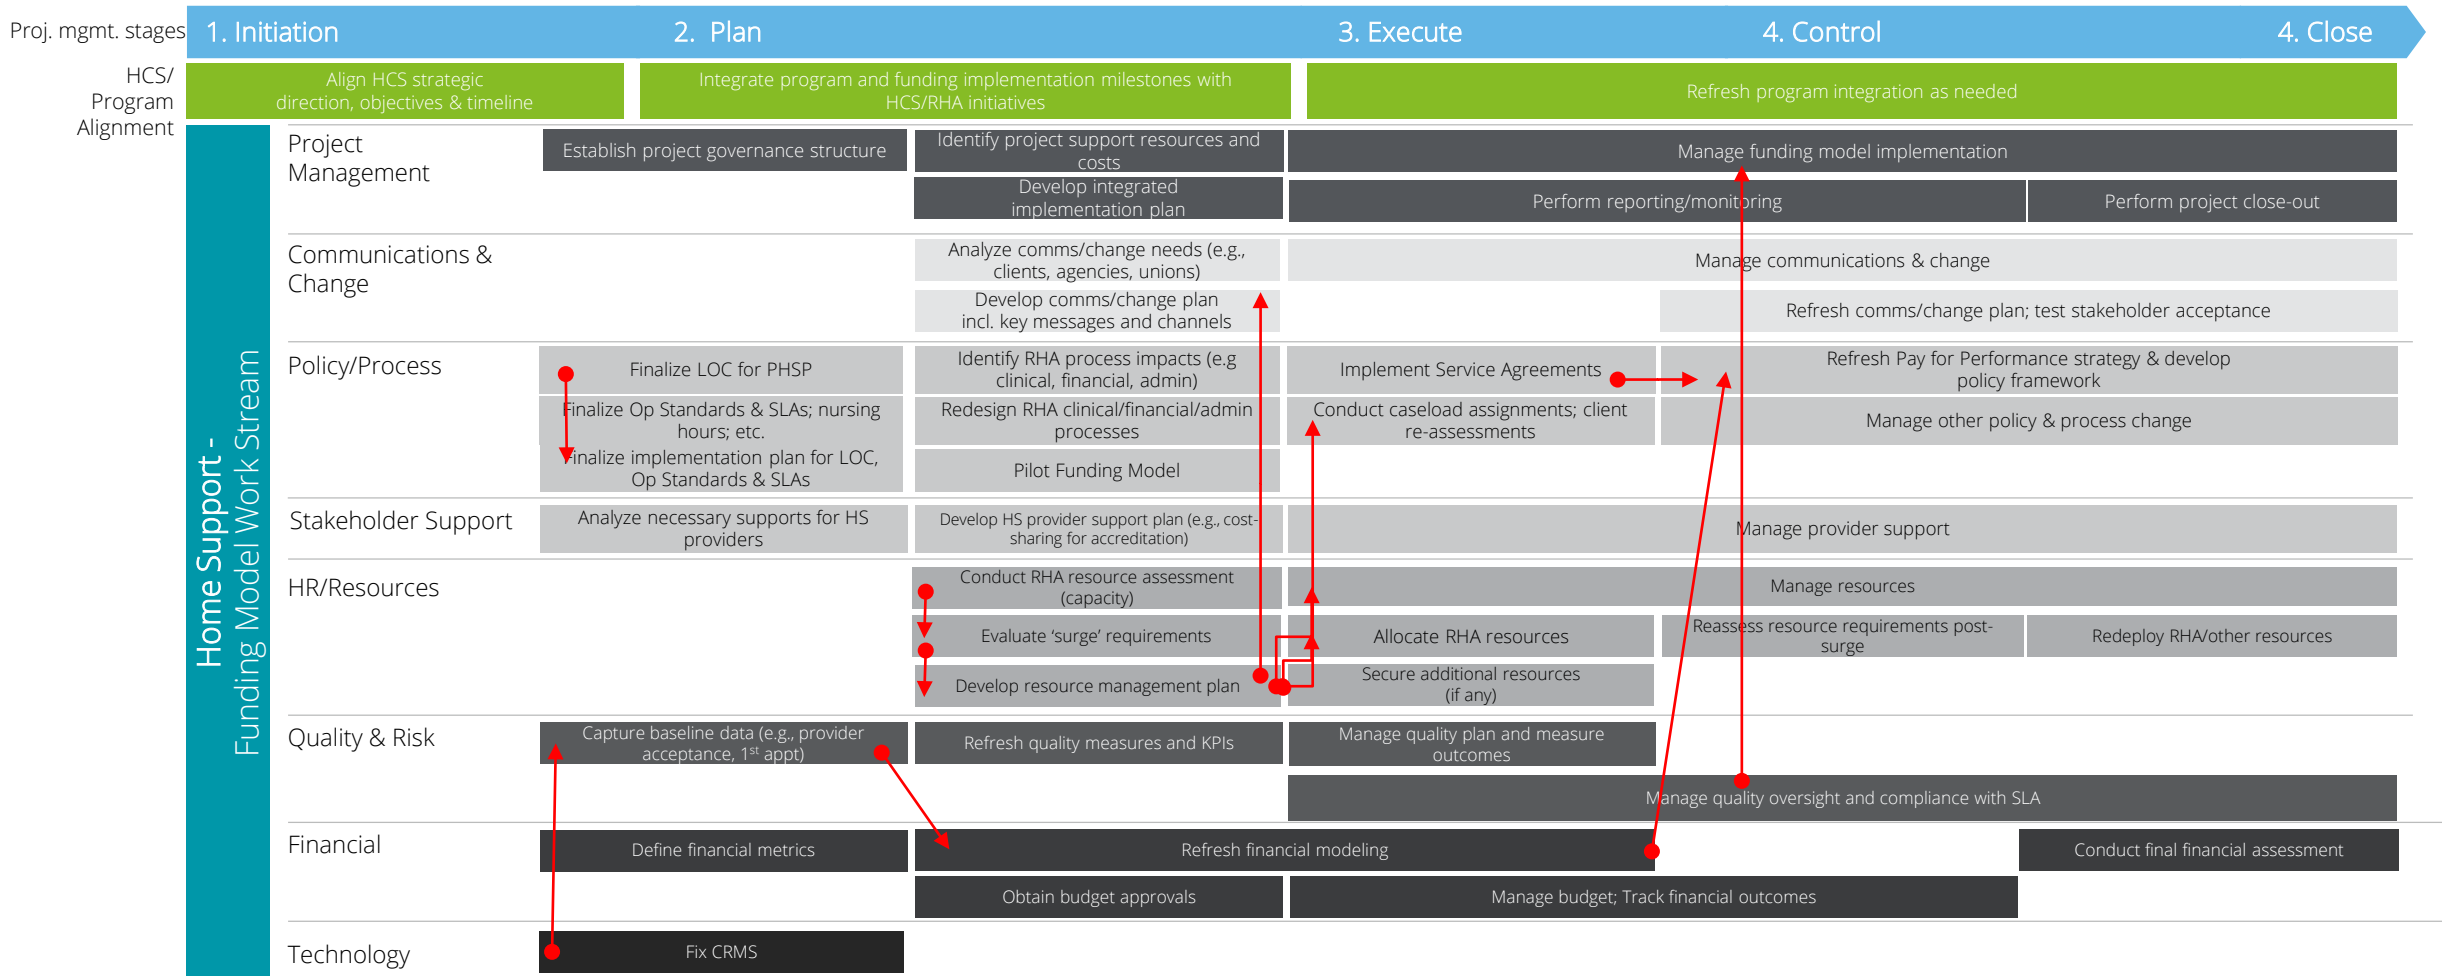 Proj. mgmt. stages
1. Initiation
2. Plan
3. Execute
4. Control
4. Close
HCS/
Program
Alignment
Align HCS strategic
direction, objectives & timeline
Integrate program and funding implementation milestones with
HCS/RHA initiatives
Refresh program integration as needed
Home Support -
Funding Model Work Stream
Project
Management
Establish project governance structure
Identify project support resources and
costs
Manage funding model implementation
Develop integrated
implementation plan
Perform reporting/monitoring
Perform project close-out
Communications &
Change
Analyze comms/change needs (e.g.,
clients, agencies, unions)
Manage communications & change
Develop comms/change plan
incl. key messages and channels
Refresh comms/change plan; test stakeholder acceptance
Policy/Process
Finalize LOC for PHSP
Identify RHA process impacts (e.g
clinical, financial, admin)
Implement Service Agreements
Refresh Pay for Performance strategy & develop
policy framework
Finalize Op Standards & SLAs; nursing
hours; etc.
Redesign RHA clinical/financial/admin
processes
Conduct caseload assignments; client
re-assessments
Manage other policy & process change
Finalize implementation plan for LOC,
Op Standards & SLAs
Pilot Funding Model
Stakeholder Support
Analyze necessary supports for HS
providers
Develop HS provider support plan (e.g., cost-
sharing for accreditation)
Manage provider support
HR/Resources
Conduct RHA resource assessment
(capacity)
Manage resources
Evaluate ‘surge’ requirements
Allocate RHA resources
Reassess resource requirements post-
surge
Redeploy RHA/other resources
Develop resource management plan
Secure additional resources
(if any)
Quality & Risk
Capture baseline data (e.g., provider
acceptance, 1st appt)
Refresh quality measures and KPIs
Manage quality plan and measure
outcomes
Manage quality oversight and compliance with SLA
Financial
Define financial metrics
Refresh financial modeling
Conduct final financial assessment
Obtain budget approvals
Manage budget; Track financial outcomes
Technology
Fix CRMS